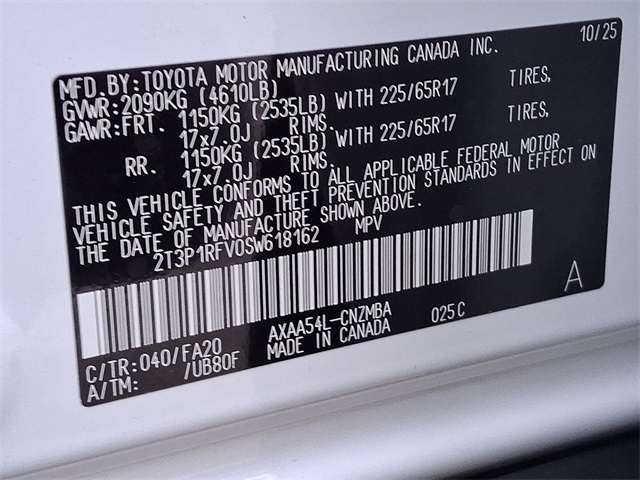 10/25
MFD.BY:TOYOTA MOTOR MANUFACTURING CANADA INC.
GVWR:2090KG (4610LB)
GAWR:FRT. 1150KG (2535LB) WITH 225/65R17 TIRES,
17x7.0J RIMS.
RR. 1150KG (2535LB) WITH 225/65R17 TIRES,
17x7.0J RIMS.
THIS VEHICLE CONFORMS TO ALL APPLICABLE FEDERAL MOTOR
VEHICLE SAFETY AND THEFT PREVENTION STANDARDS IN EFFECT ON
THE DATE OF MANUFACTURE SHOWN ABOVE.
2T3P1RFV0SW618162 MPV
A
C/TR:040/FA20 AXAA54L-CNZMBA 025C
A/TM: /UB80F MADE IN CANADA